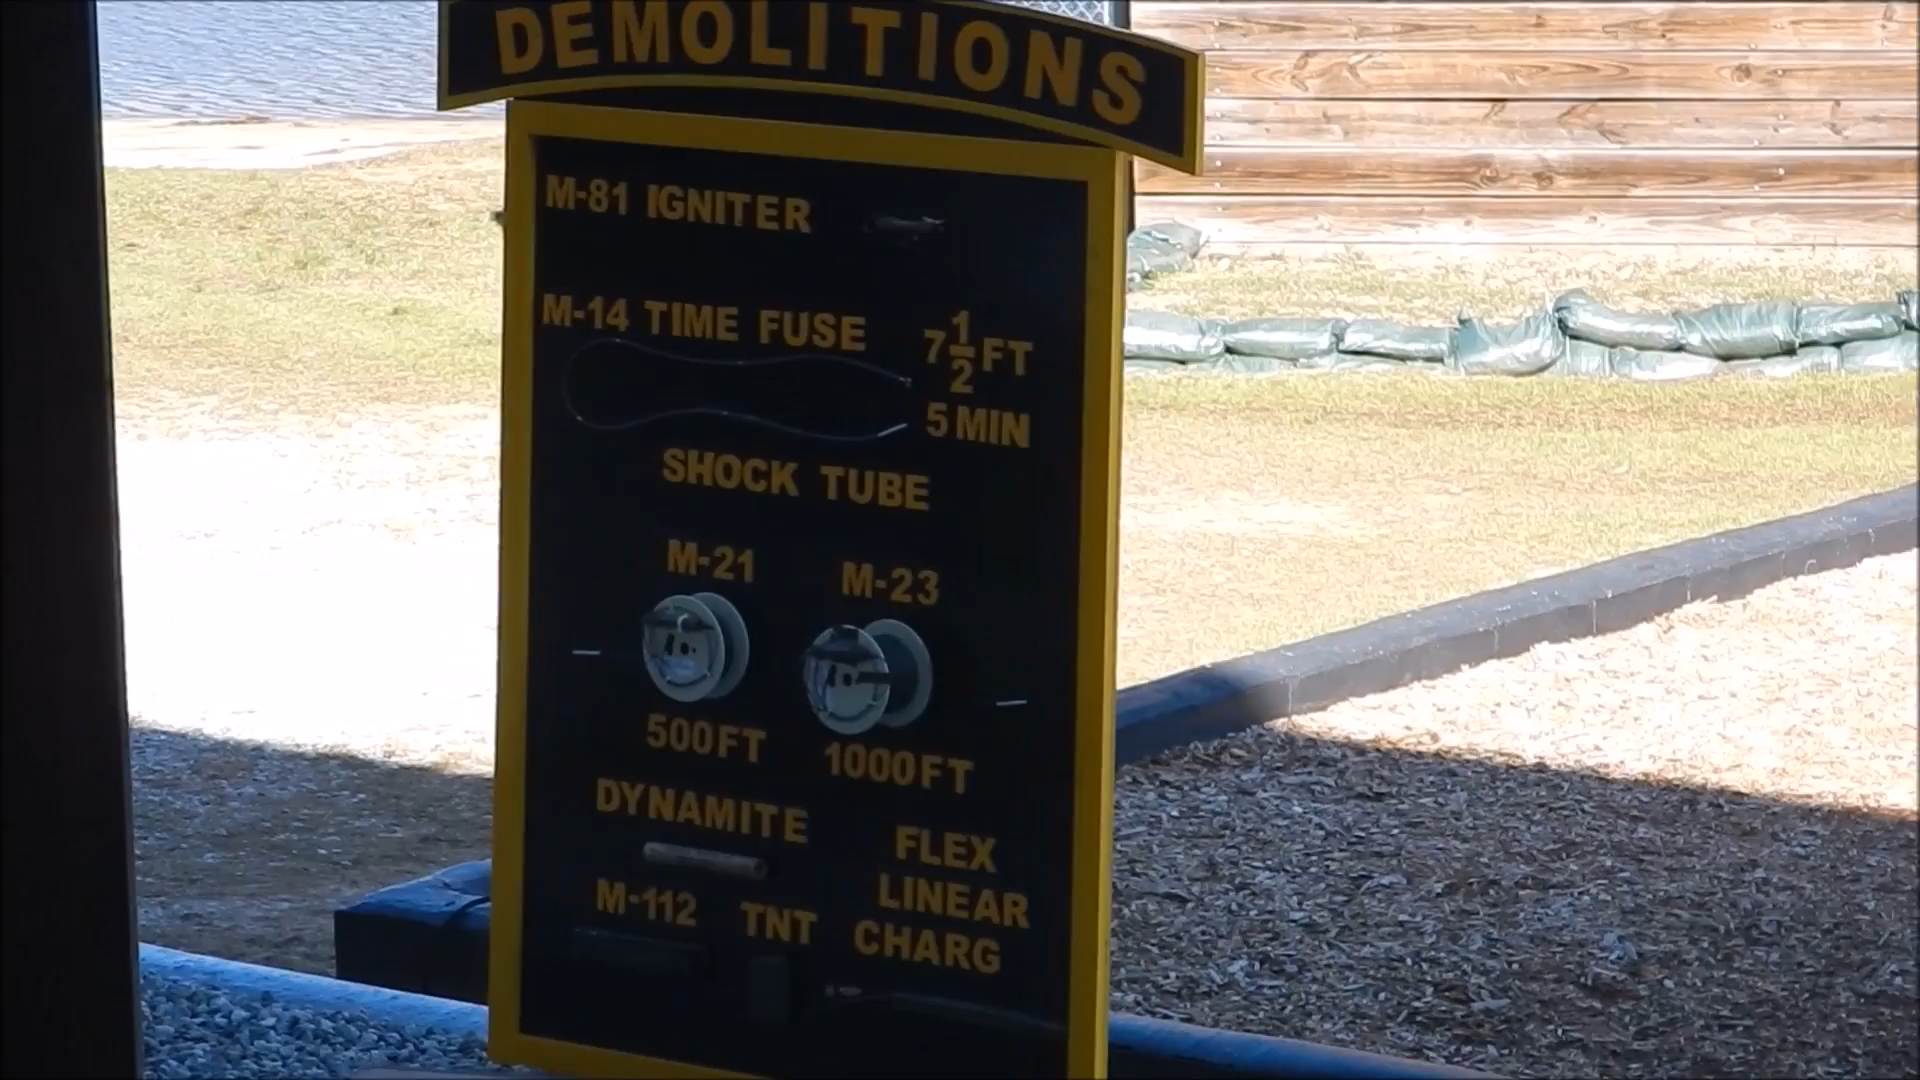 DEMOLITIONS
M-81 IGNITER
M-14 TIME FUSE
7 1/2 FT
5 MIN
SHOCK TUBE
M-21
M-23
500FT
1000FT
DYNAMITE
FLEX
LINEAR
CHARG
M-112
TNT